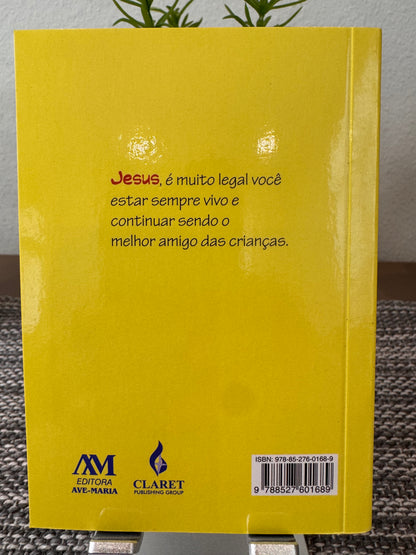 Jesus, é muito legal você
estar sempre vivo e
continuar sendo o
melhor amigo das crianças.
ISBN: 978-85-276-0168-9
9 788527 601689
AM
EDITORA
AVE-MARIA
CLARET
PUBLISHING GROUP